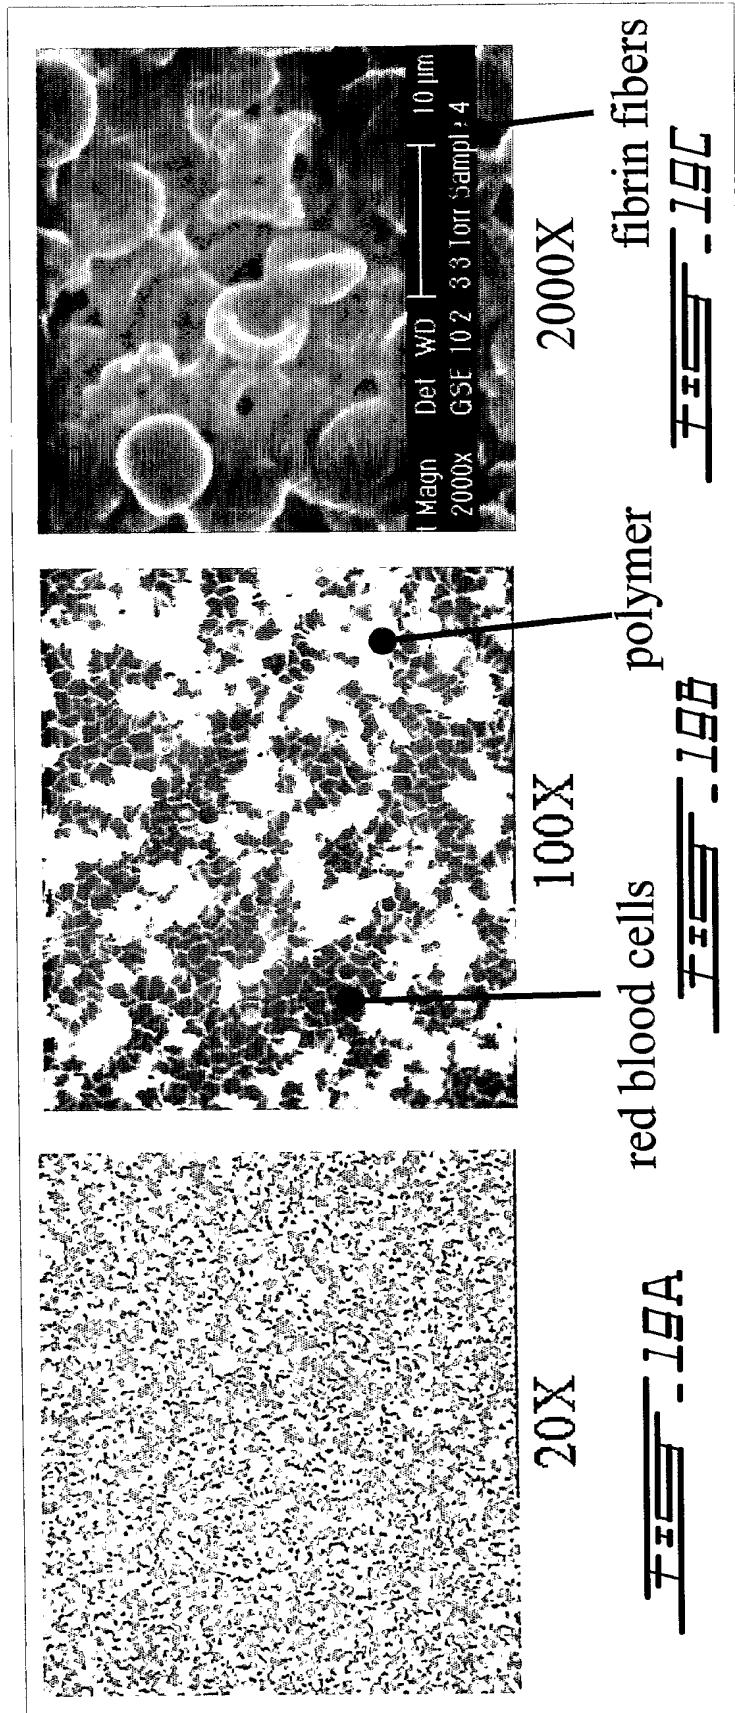 t Magn Det WD 10 µm
2000x GSE 10.2 3.3 Torr Sample 4
20X
100X
2000X
red blood cells
polymer
fibrin fibers
FIG-19A
FIG-19B
FIG-19C